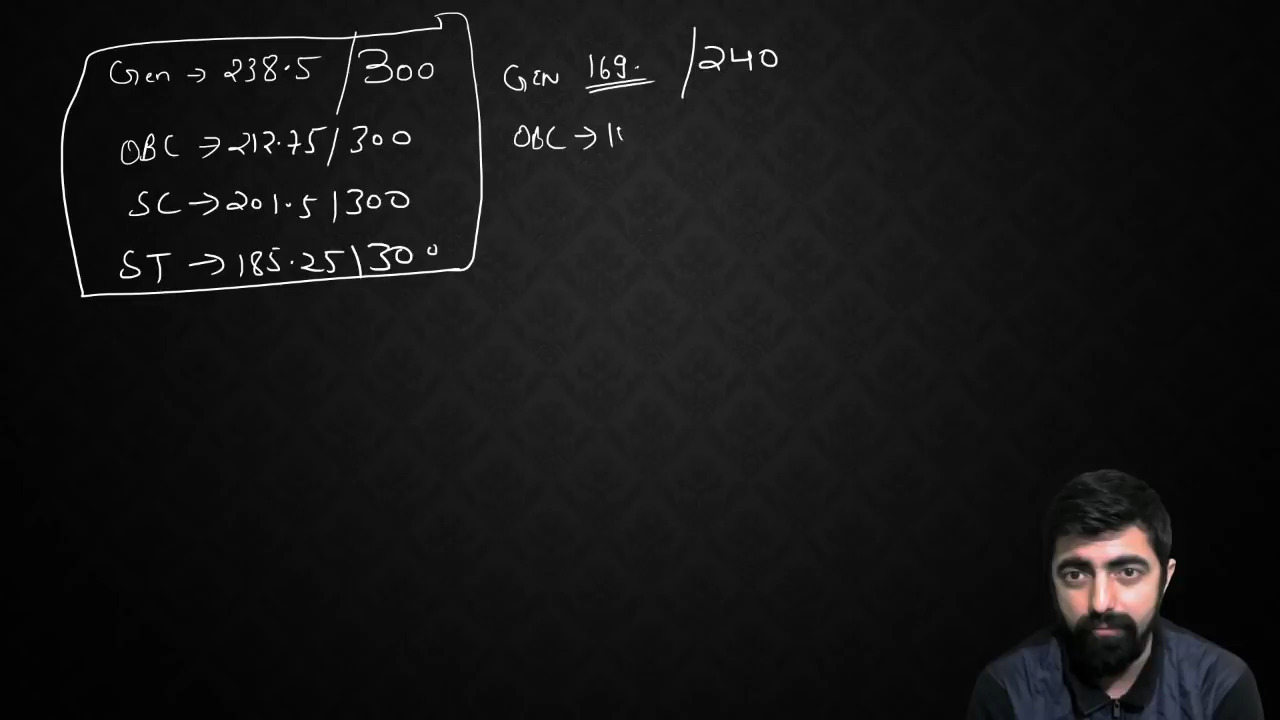 Gen → 238.5/300
OBC → 212.75/300
SC → 201.5/300
ST → 185.25/300
GEN 169. /240
OBC →